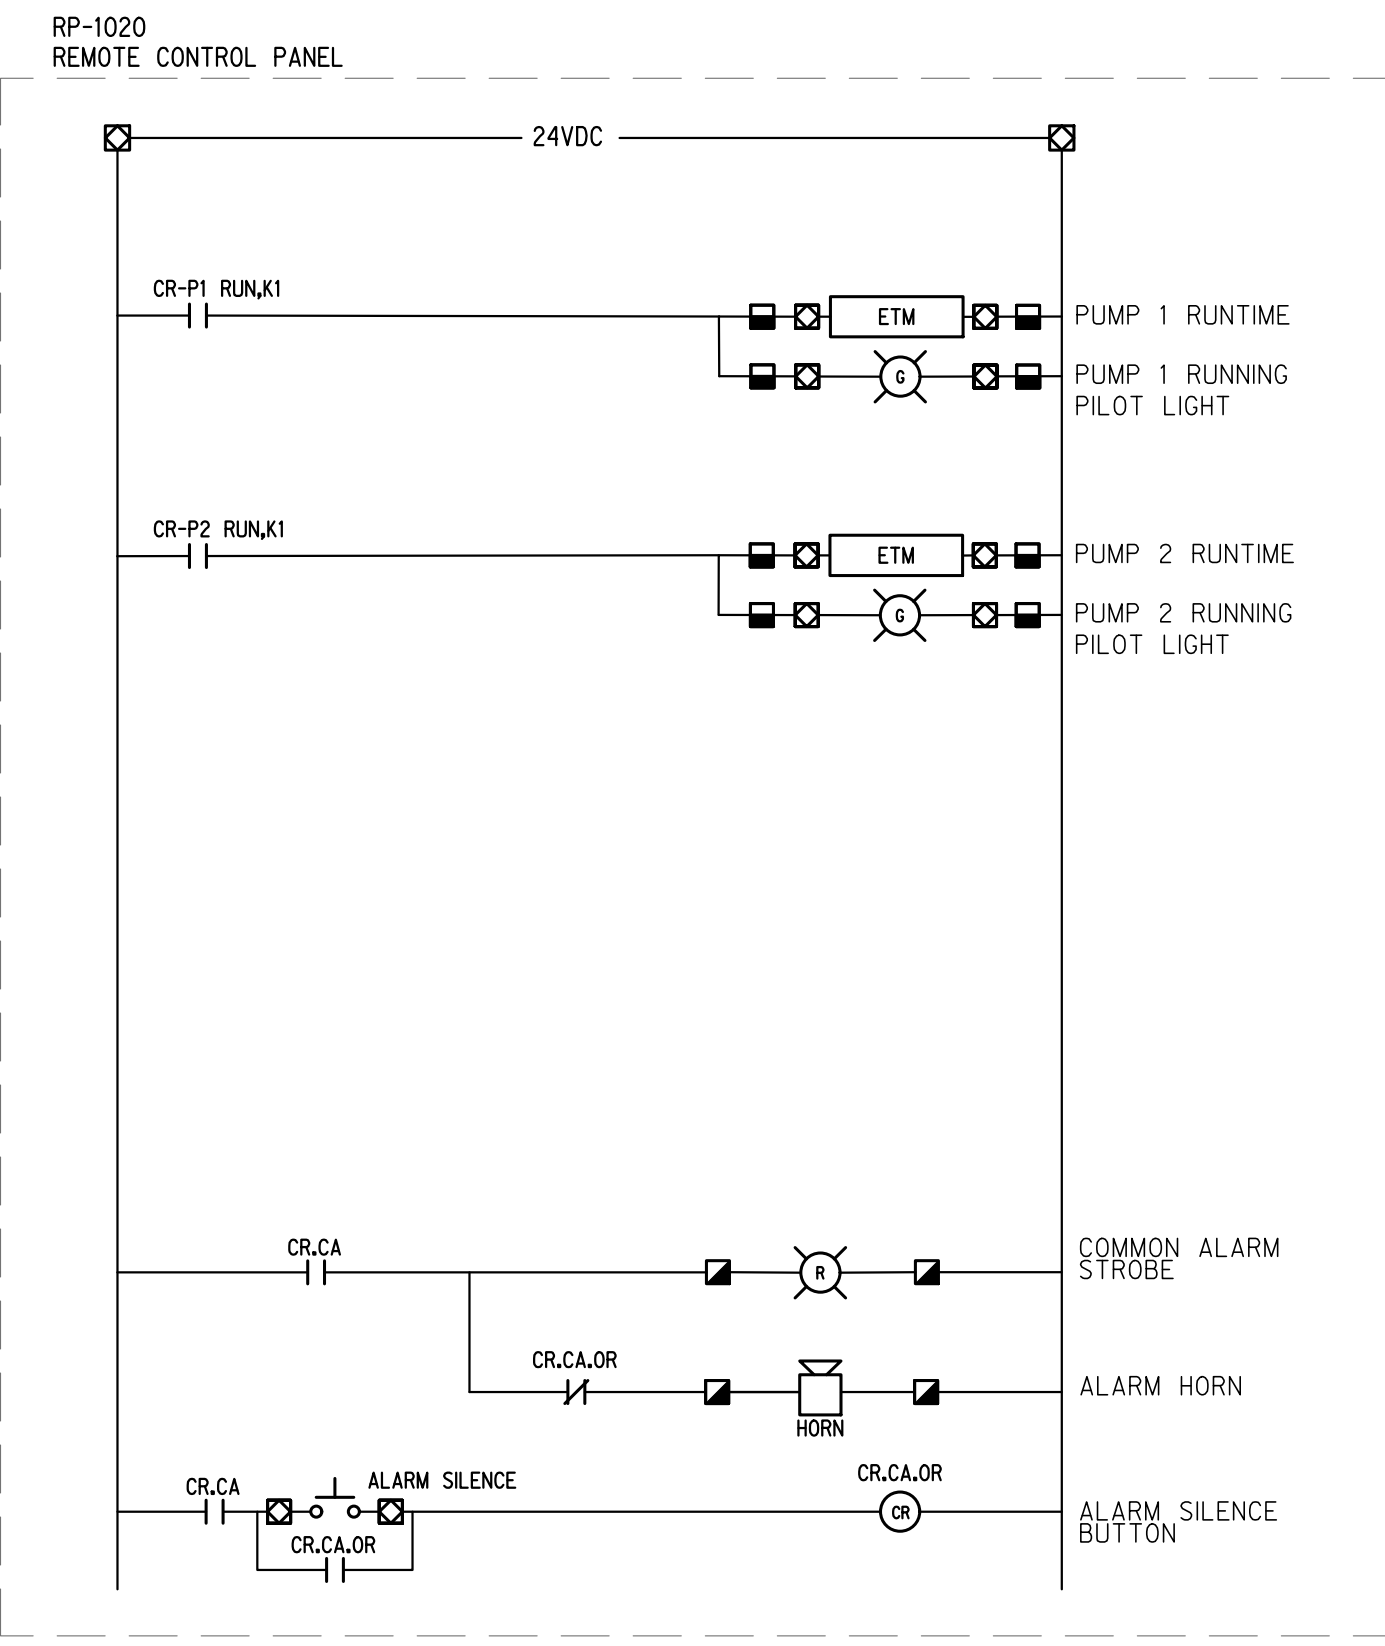 RP-1020
REMOTE CONTROL PANEL
24VDC
CR-P1 RUN,K1
ETM
PUMP 1 RUNTIME
G
PUMP 1 RUNNING
PILOT LIGHT
CR-P2 RUN,K1
ETM
PUMP 2 RUNTIME
G
PUMP 2 RUNNING
PILOT LIGHT
CR.CA
R
COMMON ALARM
STROBE
CR.CA.OR
HORN
ALARM HORN
CR.CA
ALARM SILENCE
CR.CA.OR
CR.CA.OR
CR
ALARM SILENCE
BUTTON